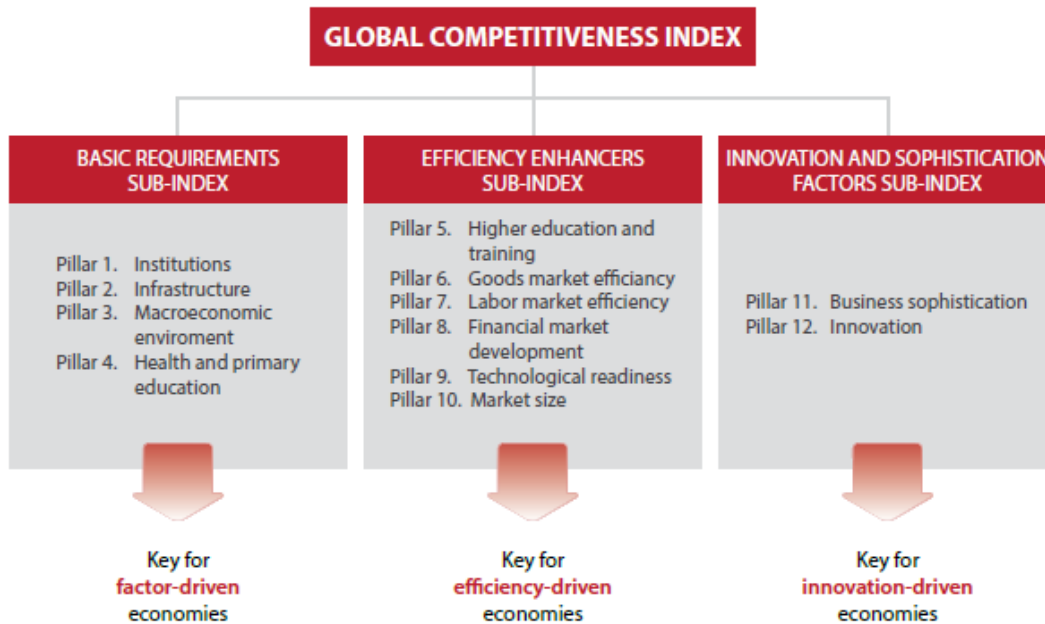 GLOBAL COMPETITIVENESS INDEX
BASIC REQUIREMENTS
SUB-INDEX
Pillar 1. Institutions
Pillar 2. Infrastructure
Pillar 3. Macroeconomic
enviroment
Pillar 4. Health and primary
education
Key for
factor-driven
economies
EFFICIENCY ENHANCERS
SUB-INDEX
Pillar 5. Higher education and
training
Pillar 6. Goods market efficiancy
Pillar 7. Labor market efficiency
Pillar 8. Financial market
development
Pillar 9. Technological readiness
Pillar 10. Market size
Key for
efficiency-driven
economies
INNOVATION AND SOPHISTICATION
FACTORS SUB-INDEX
Pillar 11. Business sophistication
Pillar 12. Innovation
Key for
innovation-driven
economies